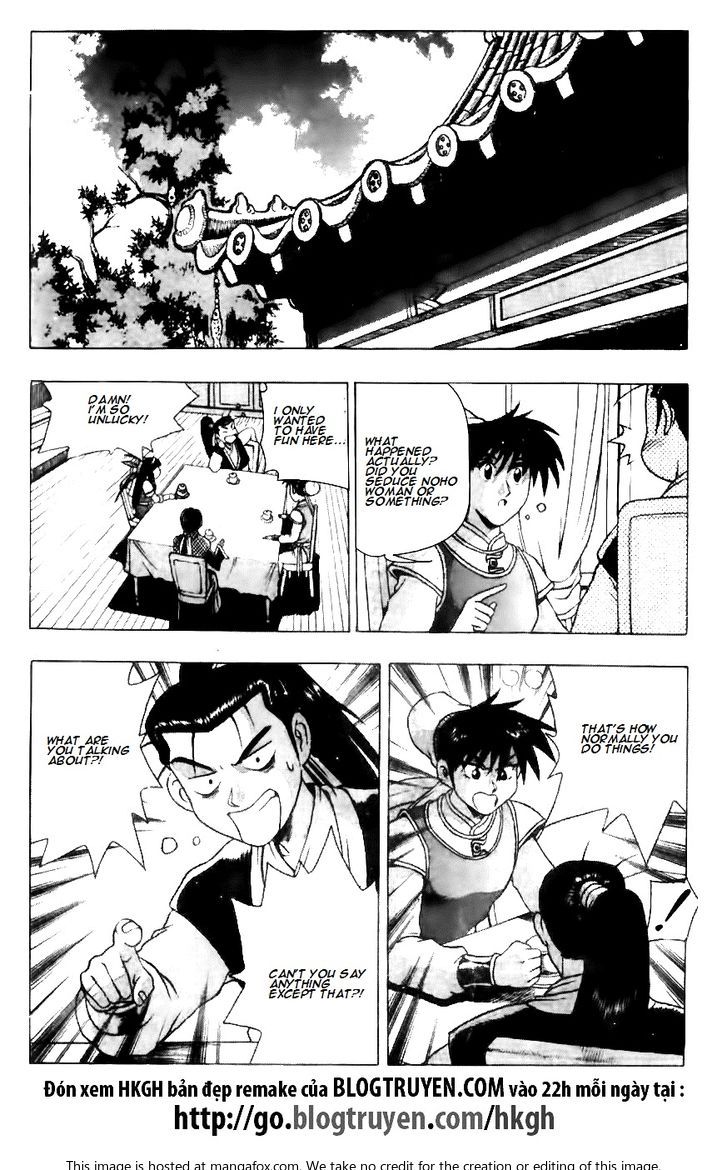 DAMN!
I'M SO
UNLUCKY!
I ONLY
WANTED
TO HAVE
FUN HERE...
WHAT
HAPPENED
ACTUALLY?
DID YOU
SEDUCE NOHO
WOMAN OR
SOMETHING?
WHAT ARE
YOU TALKING
ABOUT?!
CAN'T YOU SAY
ANYTHING
EXCEPT THAT?!
THAT'S HOW
NORMALLY YOU
DO THINGS!
!
Đón xem HKGH bản đẹp remake của BLOGTRUYEN.COM vào 22h mỗi ngày tại :
http://go.blogtruyen.com/hkgh
This image is hosted at mangafox.com. We take no credit for the creation or editing of this image.